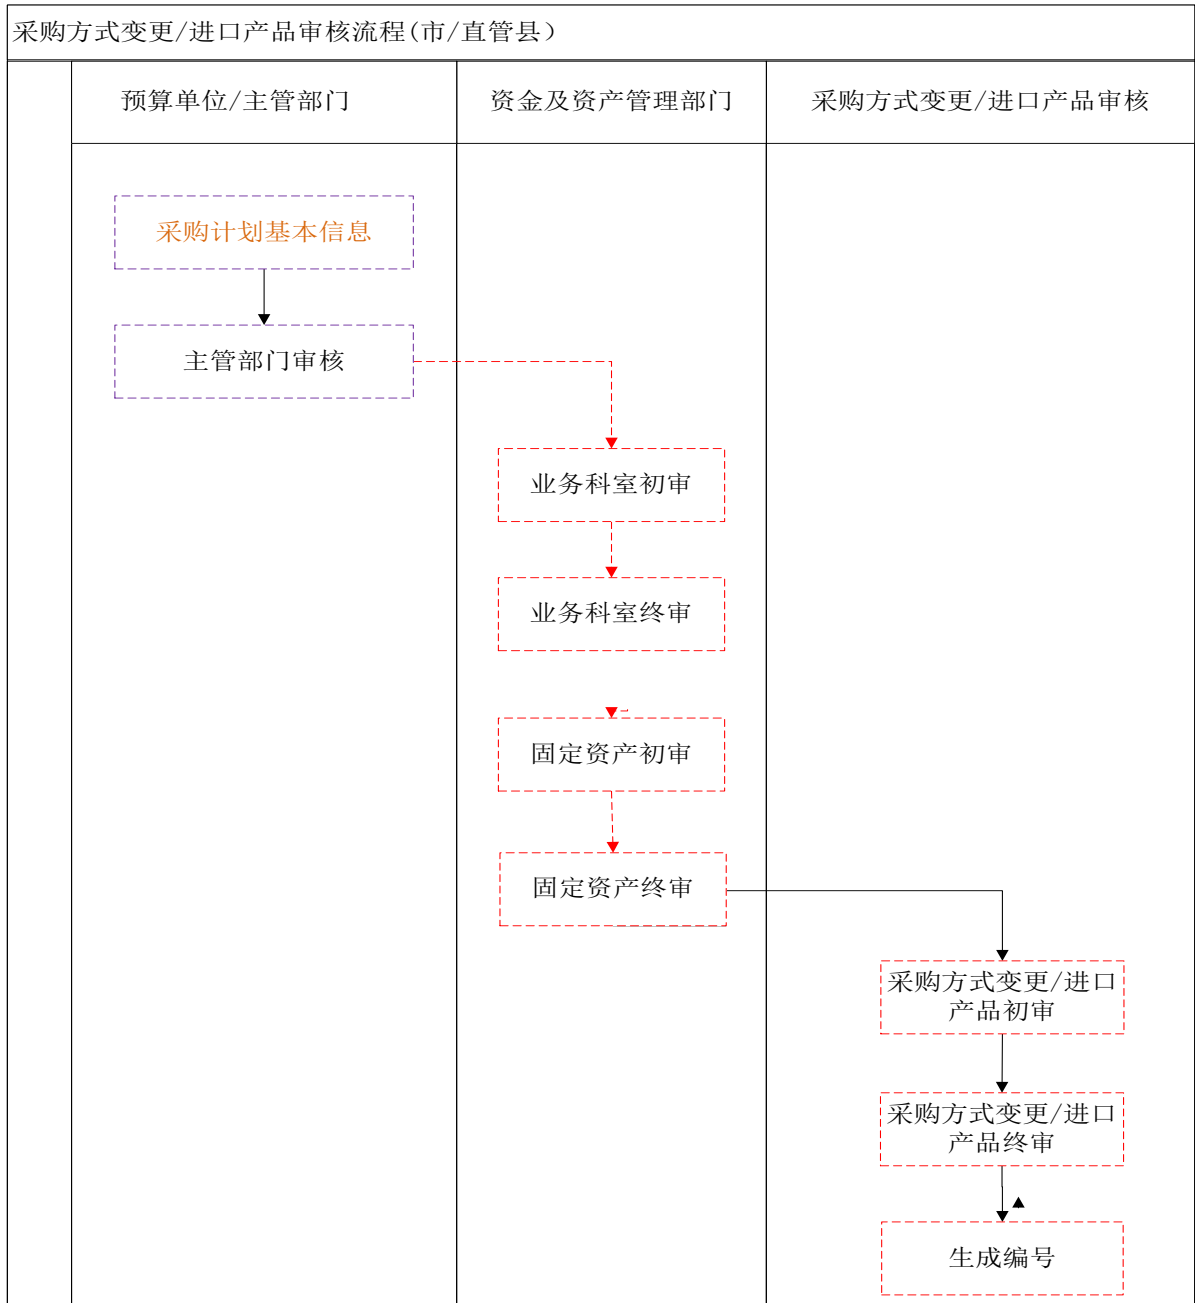 采购方式变更/进口产品审核流程(市/直管县）
预算单位/主管部门
资金及资产管理部门
采购方式变更/进口产品审核
采购计划基本信息
主管部门审核
业务科室初审
业务科室终审
固定资产初审
固定资产终审
采购方式变更/进口
产品初审
采购方式变更/进口
产品终审
生成编号